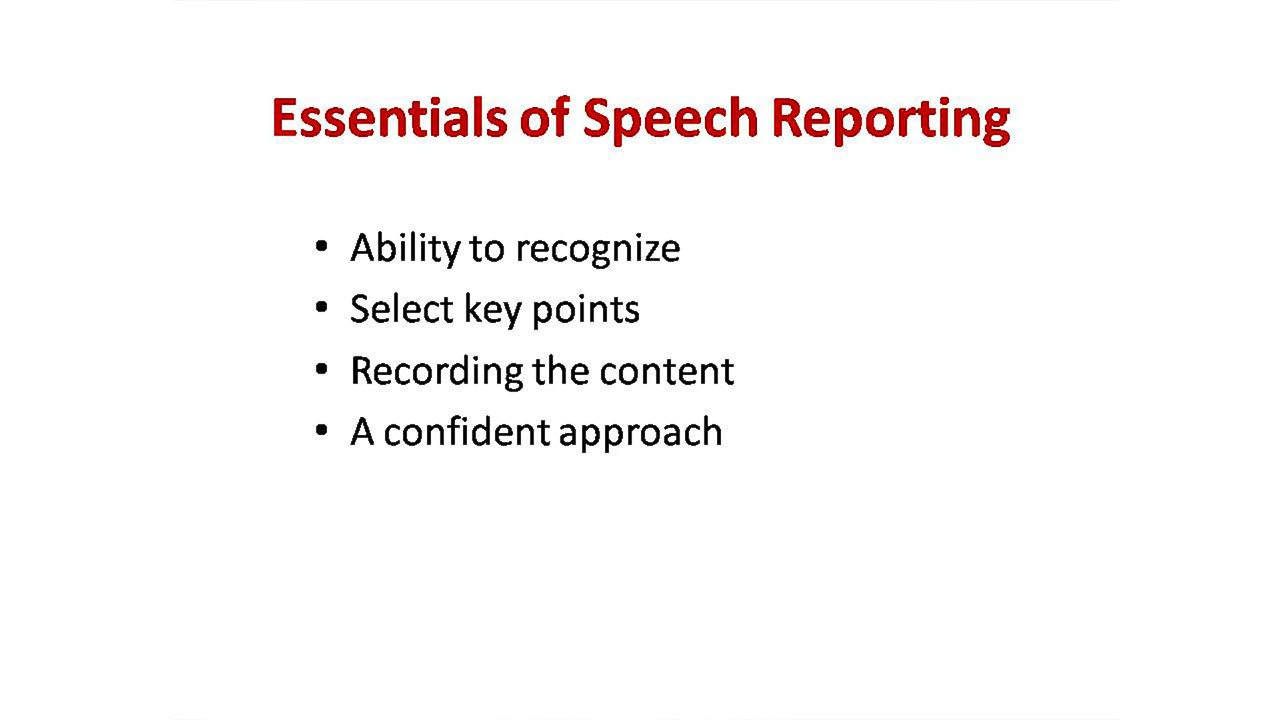 Essentials of Speech Reporting
• Ability to recognize
• Select key points
• Recording the content
• A confident approach